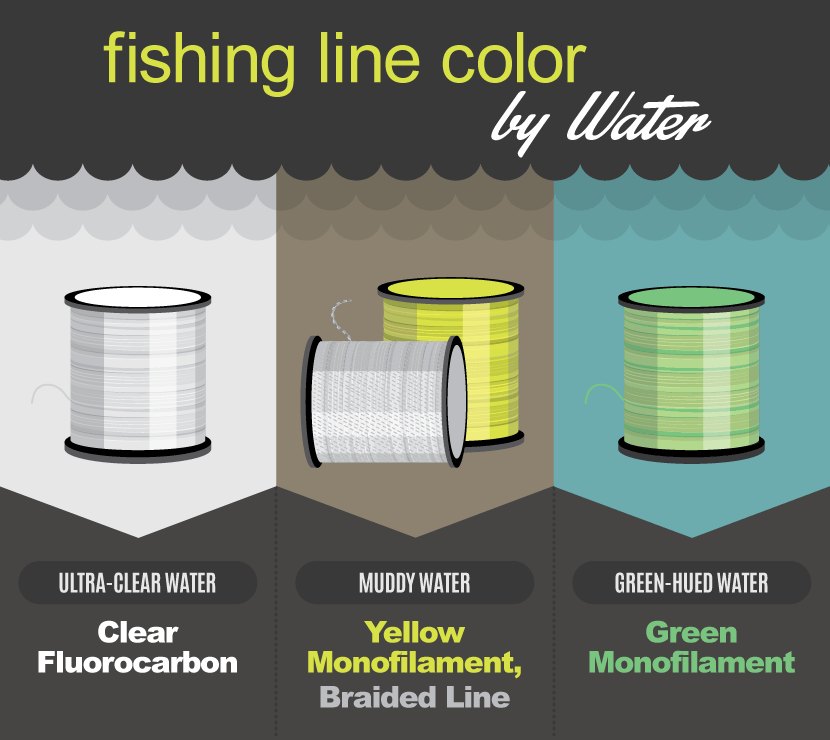 fishing line color
by Water
ULTRA-CLEAR WATER
Clear
Fluorocarbon
MUDDY WATER
Yellow
Monofilament,
Braided Line
GREEN-HUED WATER
Green
Monofilament